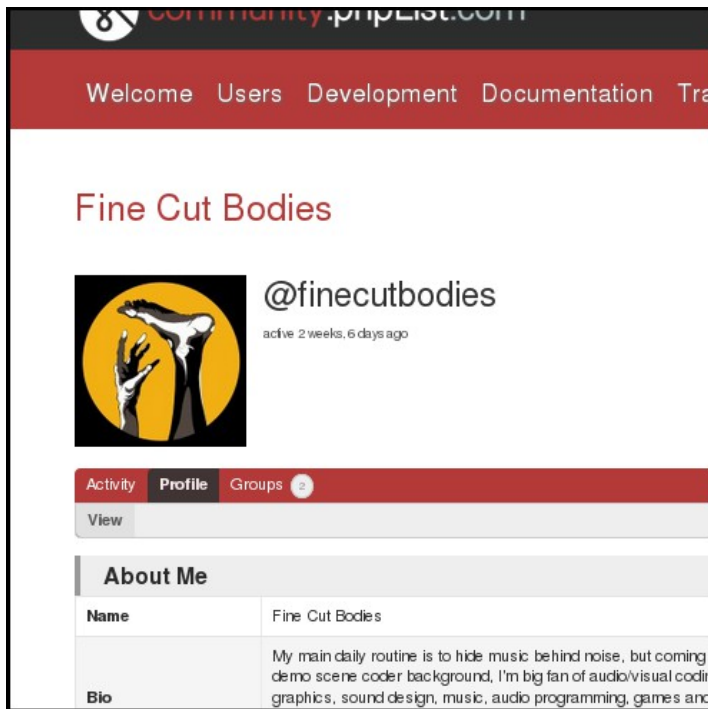 community.phpList.com
Welcome Users Development Documentation Tra
Fine Cut Bodies
@finecutbodies
active 2 weeks, 6 days ago
Activity Profile Groups 2
View
About Me
Name Fine Cut Bodies
My main daily routine is to hide music behind noise, but coming
demo scene coder background, I'm big fan of audio/visual codin
Bio graphics, sound design, music, audio programming, games and